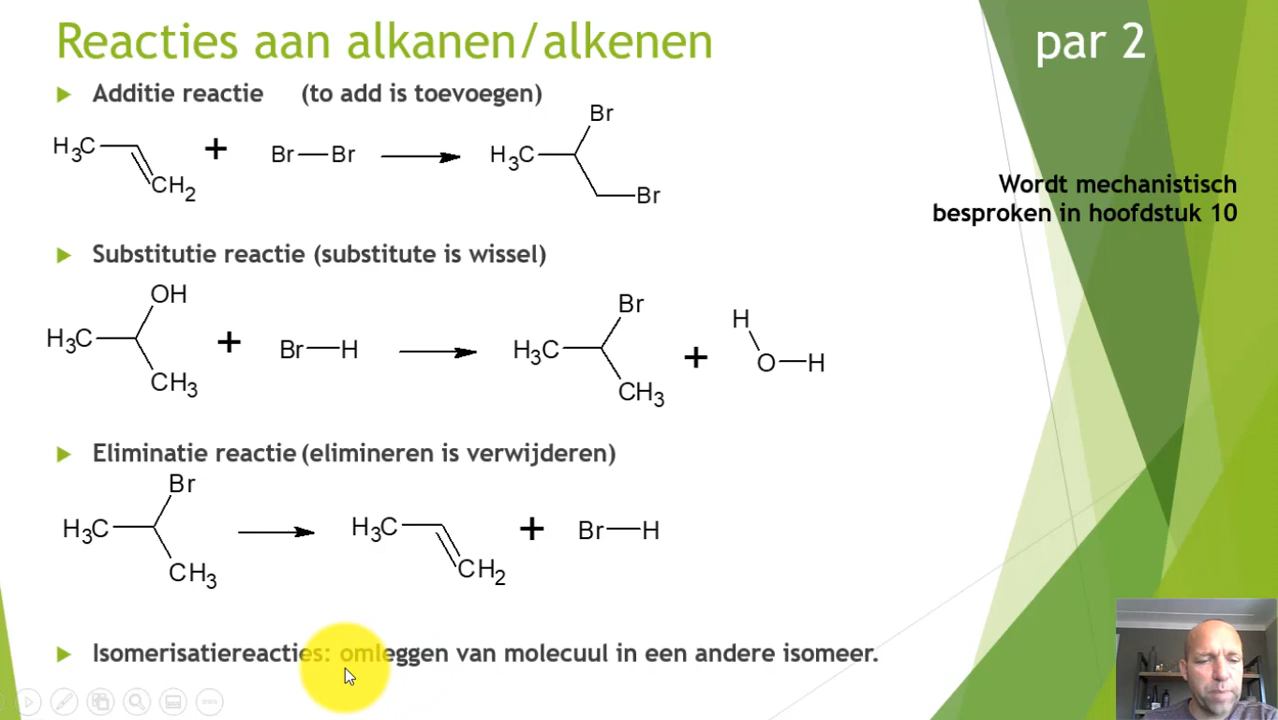 Reacties aan alkanen/alkenen
par 2
Additie reactie (to add is toevoegen)
H3C CH2 + Br—Br H3C Br Br
Wordt mechanistisch
besproken in hoofdstuk 10
Substitutie reactie (substitute is wissel)
H3C OH CH3 + Br—H H3C Br CH3 + H O—H
Eliminatie reactie (elimineren is verwijderen)
H3C Br CH3 H3C CH2 + Br—H
Isomerisatiereacties: omleggen van molecuul in een andere isomeer.